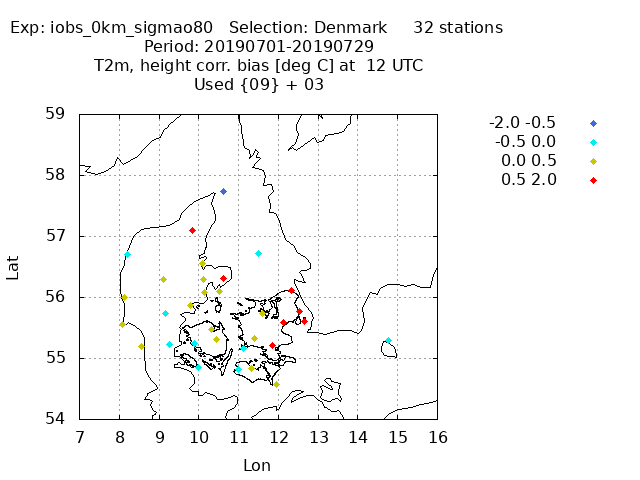 Exp: iobs_0km_sigmao80   Selection: Denmark     32 stations
Period: 20190701-20190729
T2m, height corr. bias [deg C] at  12 UTC
Used {09} + 03
-2.0 -0.5
-0.5 0.0
0.0 0.5
0.5 2.0
59
58
57
56
55
54
Lat
7 8 9 10 11 12 13 14 15 16
Lon